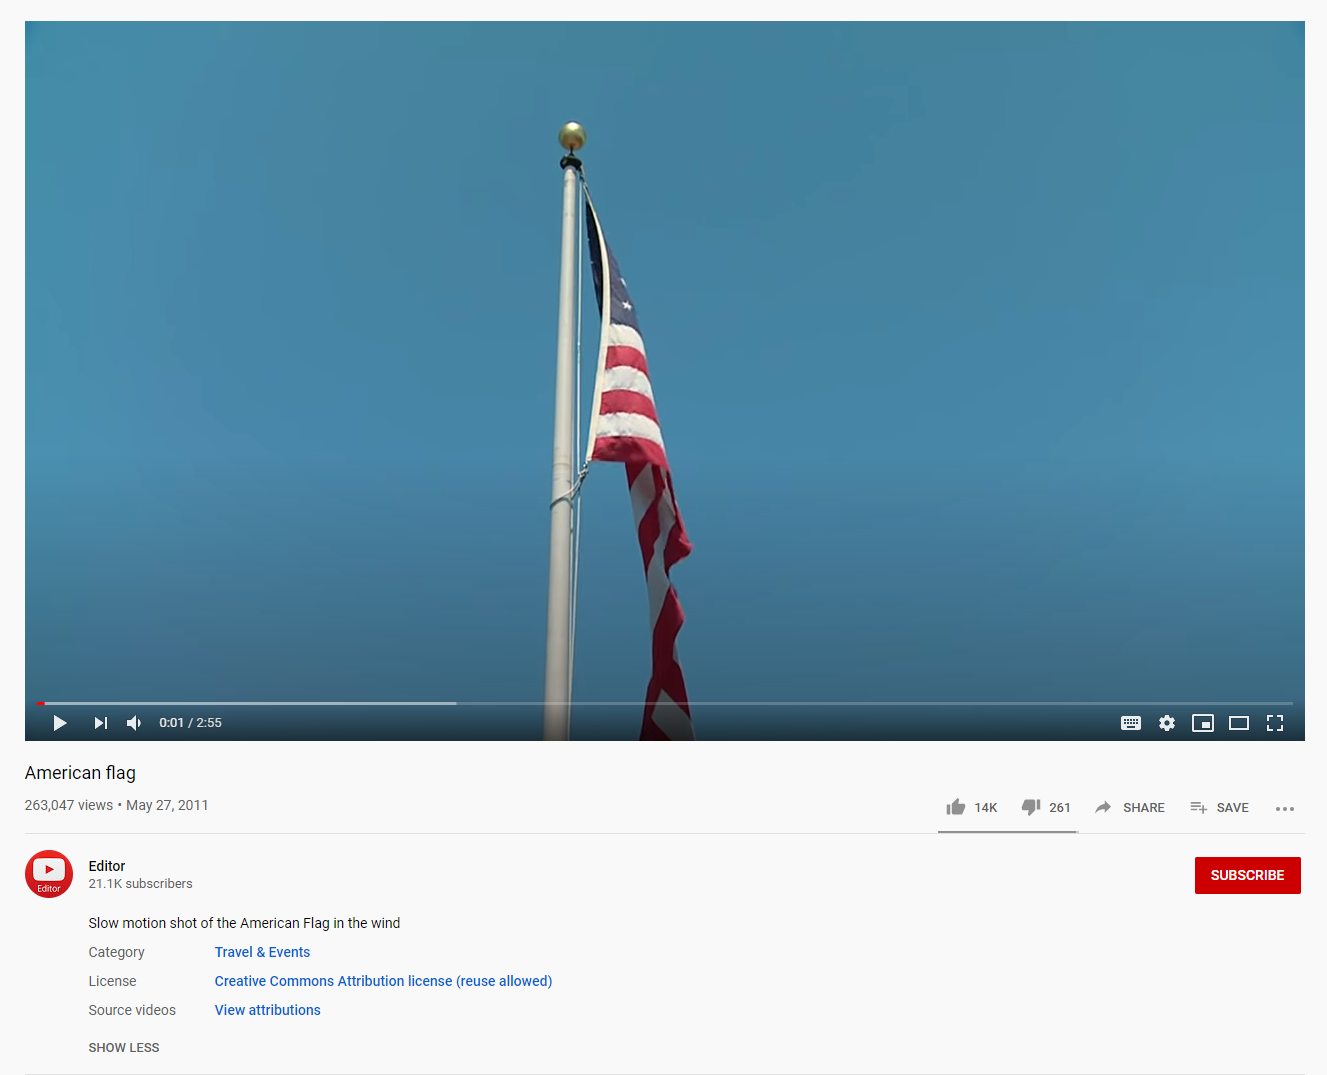 0:01 / 2:55
American flag
263,047 views • May 27, 2011
14K 261 SHARE SAVE
Editor
Editor
21.1K subscribers
SUBSCRIBE
Slow motion shot of the American Flag in the wind
Category Travel & Events
License Creative Commons Attribution license (reuse allowed)
Source videos View attributions
SHOW LESS